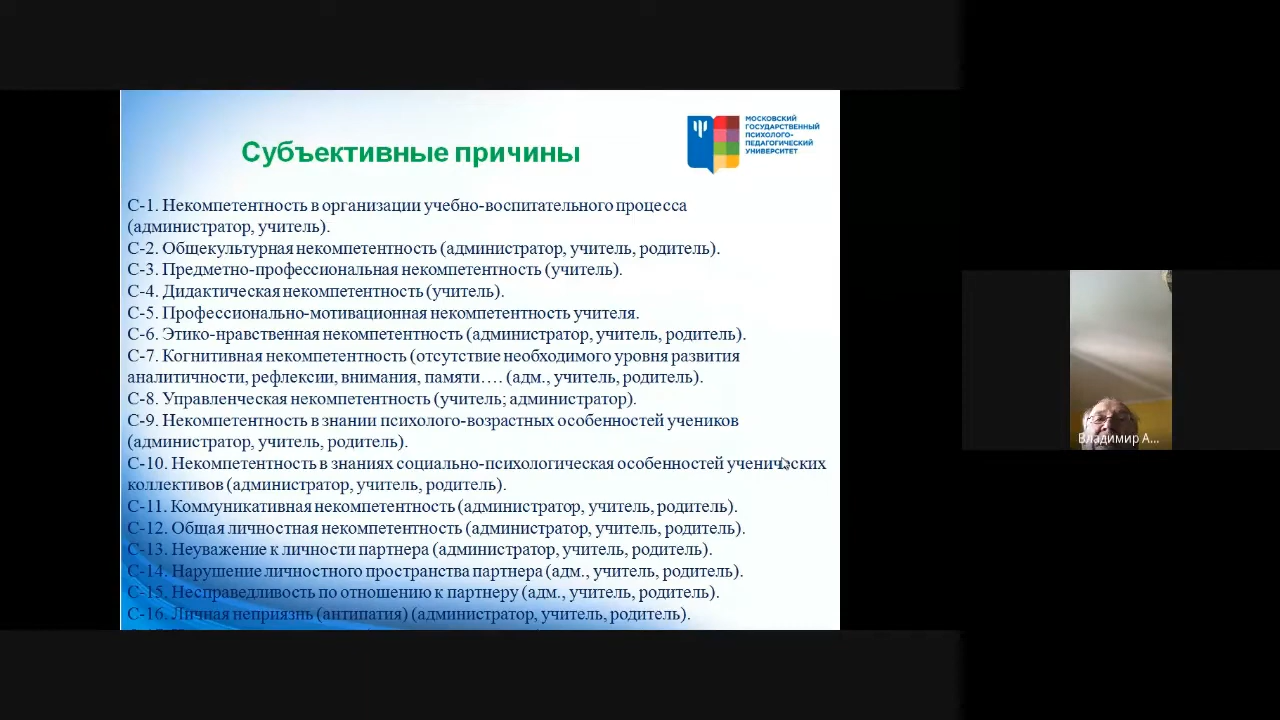 МОСКОВСКИЙ
ГОСУДАРСТВЕННЫЙ
ПСИХОЛОГО-
ПЕДАГОГИЧЕСКИЙ
УНИВЕРСИТЕТ
Субъективные причины
С-1. Некомпетентность в организации учебно-воспитательного процесса
(администратор, учитель).
С-2. Общекультурная некомпетентность (администратор, учитель, родитель).
С-3. Предметно-профессиональная некомпетентность (учитель).
С-4. Дидактическая некомпетентность (учитель).
С-5. Профессионально-мотивационная некомпетентность учителя.
С-6. Этико-нравственная некомпетентность (администратор, учитель, родитель).
С-7. Когнитивная некомпетентность (отсутствие необходимого уровня развития
аналитичности, рефлексии, внимания, памяти…. (адм., учитель, родитель).
С-8. Управленческая некомпетентность (учитель; администратор).
С-9. Некомпетентность в знании психолого-возрастных особенностей учеников
(администратор, учитель, родитель).
С-10. Некомпетентность в знаниях социально-психологическая особенностей ученических
коллективов (администратор, учитель, родитель).
С-11. Коммуникативная некомпетентность (администратор, учитель, родитель).
С-12. Общая личностная некомпетентность (администратор, учитель, родитель).
С-13. Неуважение к личности партнера (администратор, учитель, родитель).
С-14. Нарушение личностного пространства партнера (адм., учитель, родитель).
С-15. Несправедливость по отношению к партнеру (адм., учитель, родитель).
С-16. Личная неприязнь (антипатия) (администратор, учитель, родитель).
Владимир А...